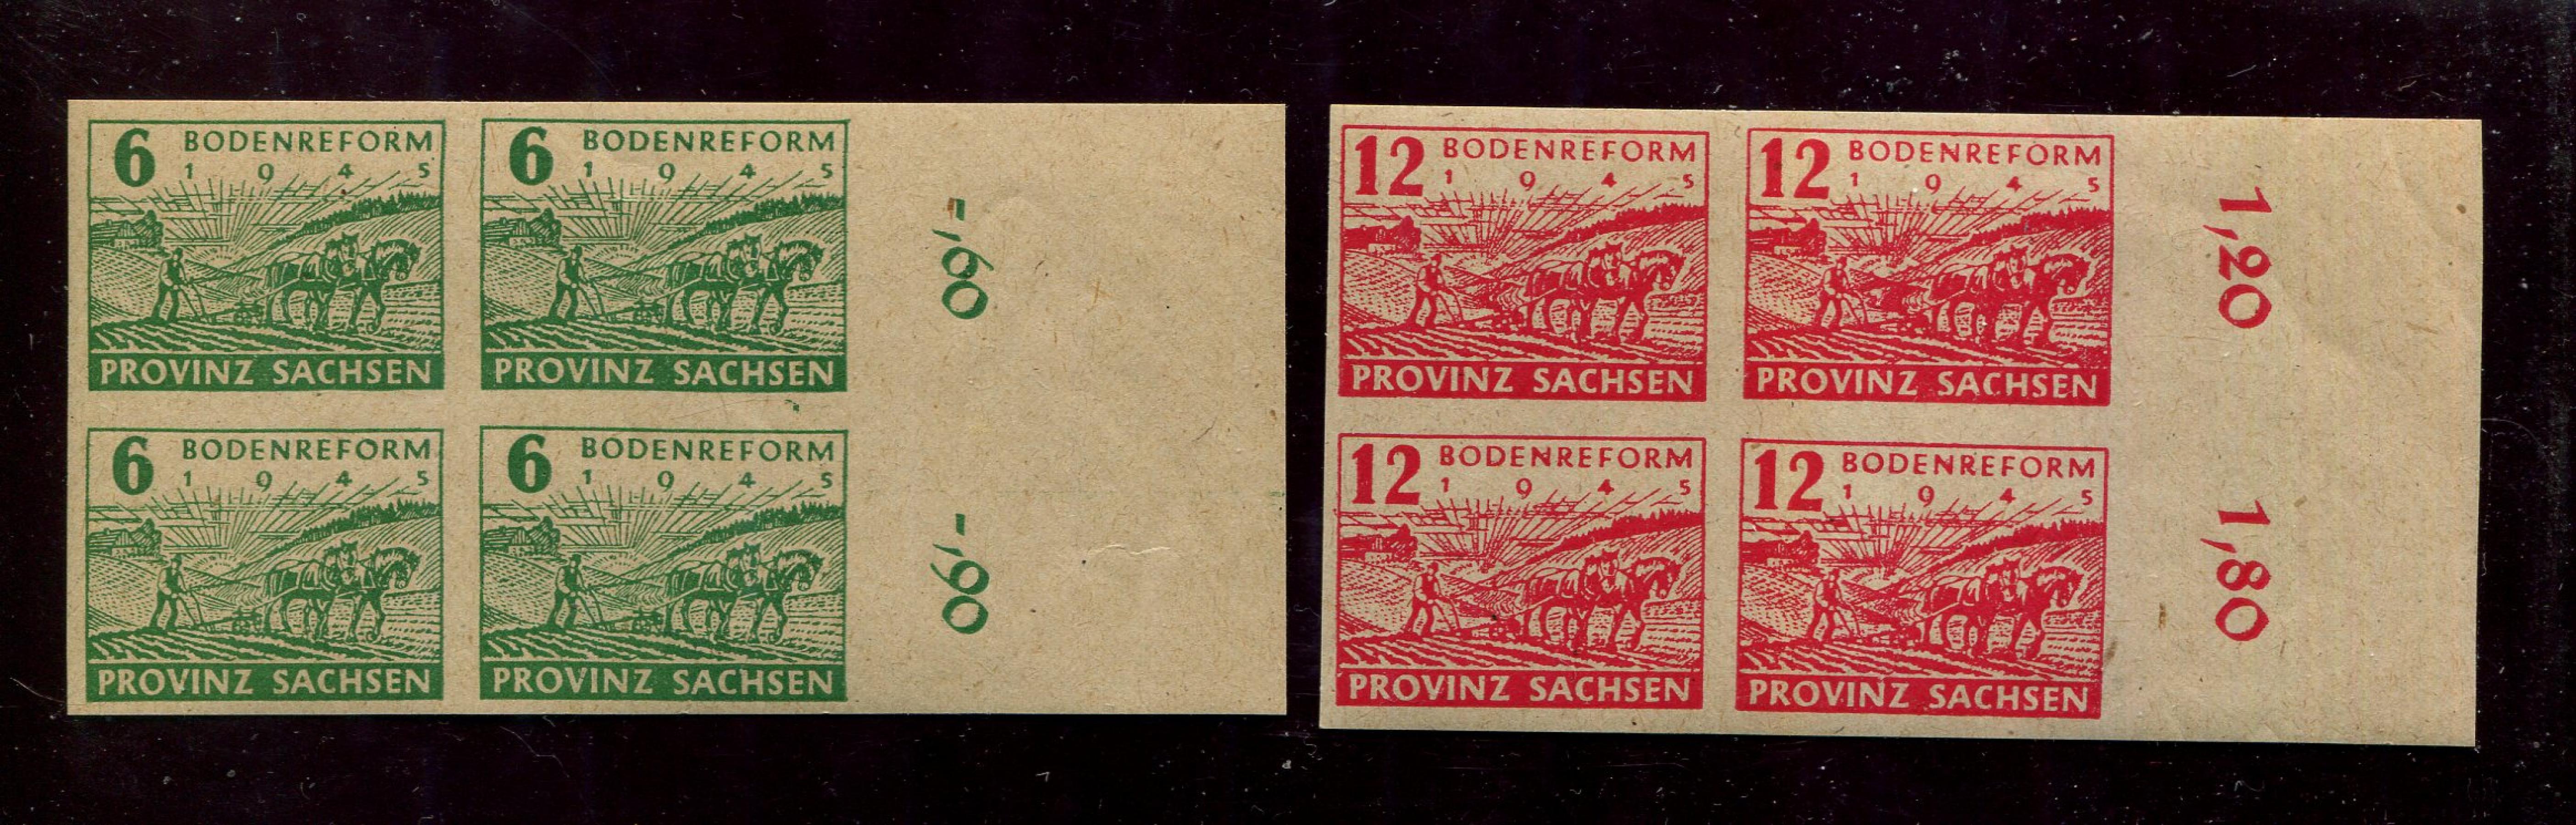 6 BODENREFORM
1 9 4 5
PROVINZ SACHSEN
6 BODENREFORM
1 9 4 5
PROVINZ SACHSEN
-,60
6 BODENREFORM
1 9 4 5
PROVINZ SACHSEN
6 BODENREFORM
1 9 4 5
PROVINZ SACHSEN
-,90
12 BODENREFORM
1 9 4 5
PROVINZ SACHSEN
12 BODENREFORM
1 9 4 5
PROVINZ SACHSEN
1,20
12 BODENREFORM
1 9 4 5
PROVINZ SACHSEN
12 BODENREFORM
1 9 4 5
PROVINZ SACHSEN
1,80